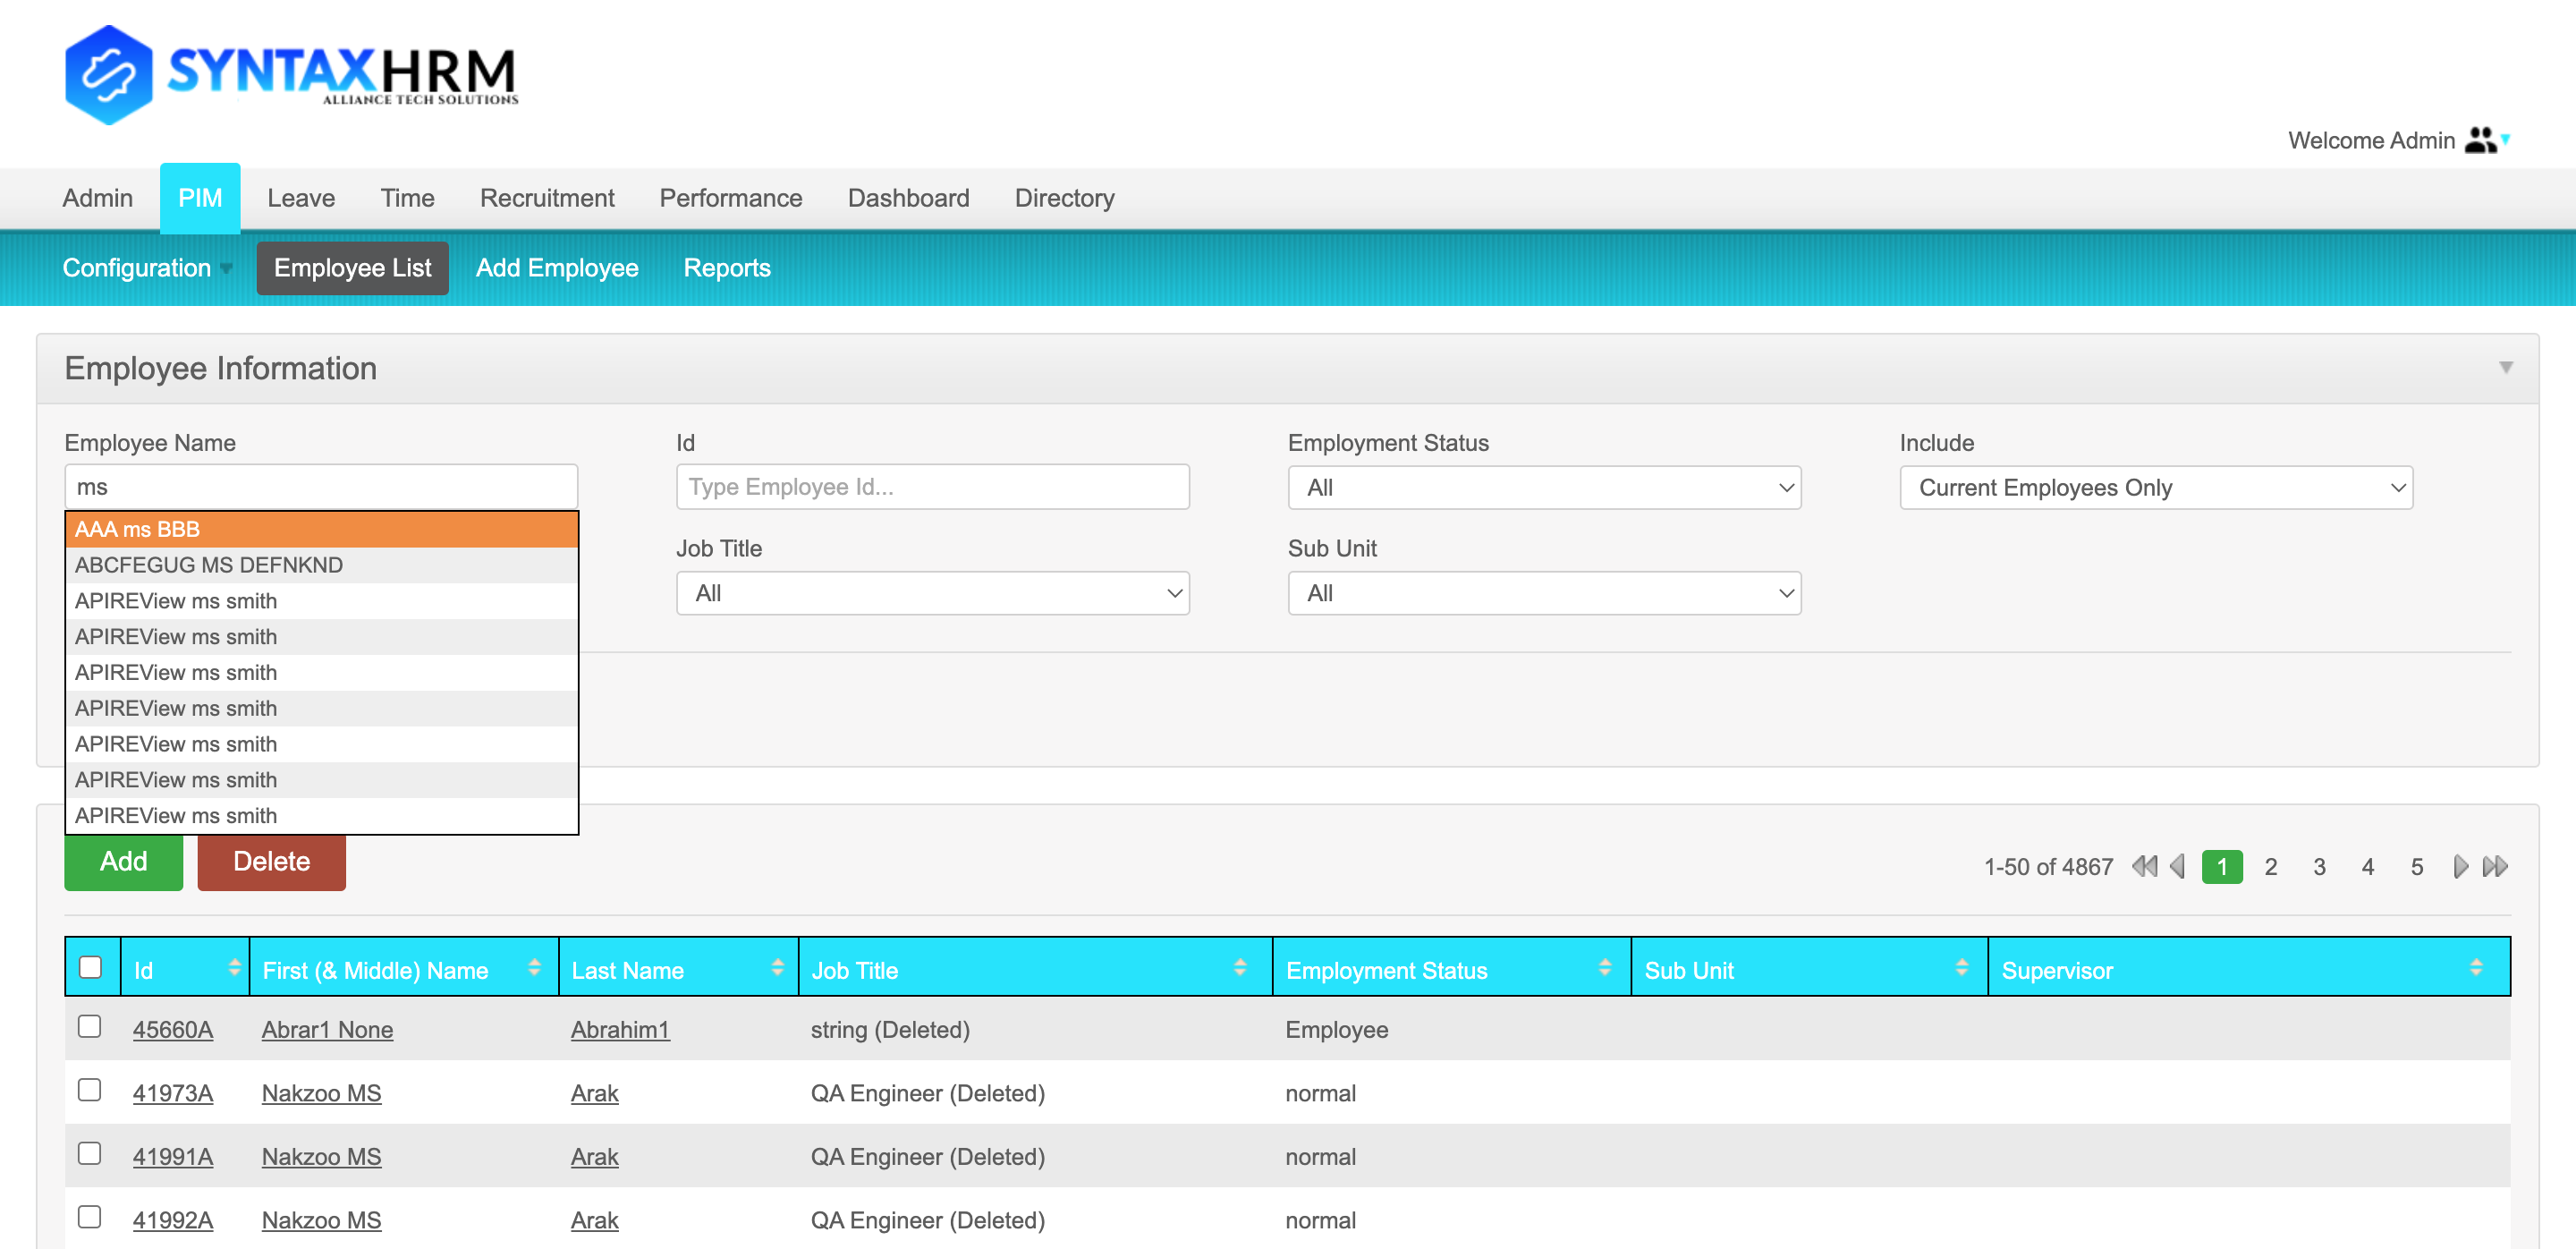 SYNTAXHRM
ALLIANCE TECH SOLUTIONS
Welcome Admin
Admin PIM Leave Time Recruitment Performance Dashboard Directory
Configuration Employee List Add Employee Reports
Employee Information
Employee Name Id Employment Status Include
ms Type Employee Id... All Current Employees Only
AAA ms BBB
ABCFEGUG MS DEFNKND
Job Title Sub Unit
All All
APIREView ms smith
APIREView ms smith
APIREView ms smith
APIREView ms smith
APIREView ms smith
APIREView ms smith
APIREView ms smith
Add Delete 1-50 of 4867 1 2 3 4 5
Id First (& Middle) Name Last Name Job Title Employment Status Sub Unit Supervisor
45660A Abrar1 None Abrahim1 string (Deleted) Employee
41973A Nakzoo MS Arak QA Engineer (Deleted) normal
41991A Nakzoo MS Arak QA Engineer (Deleted) normal
41992A Nakzoo MS Arak QA Engineer (Deleted) normal